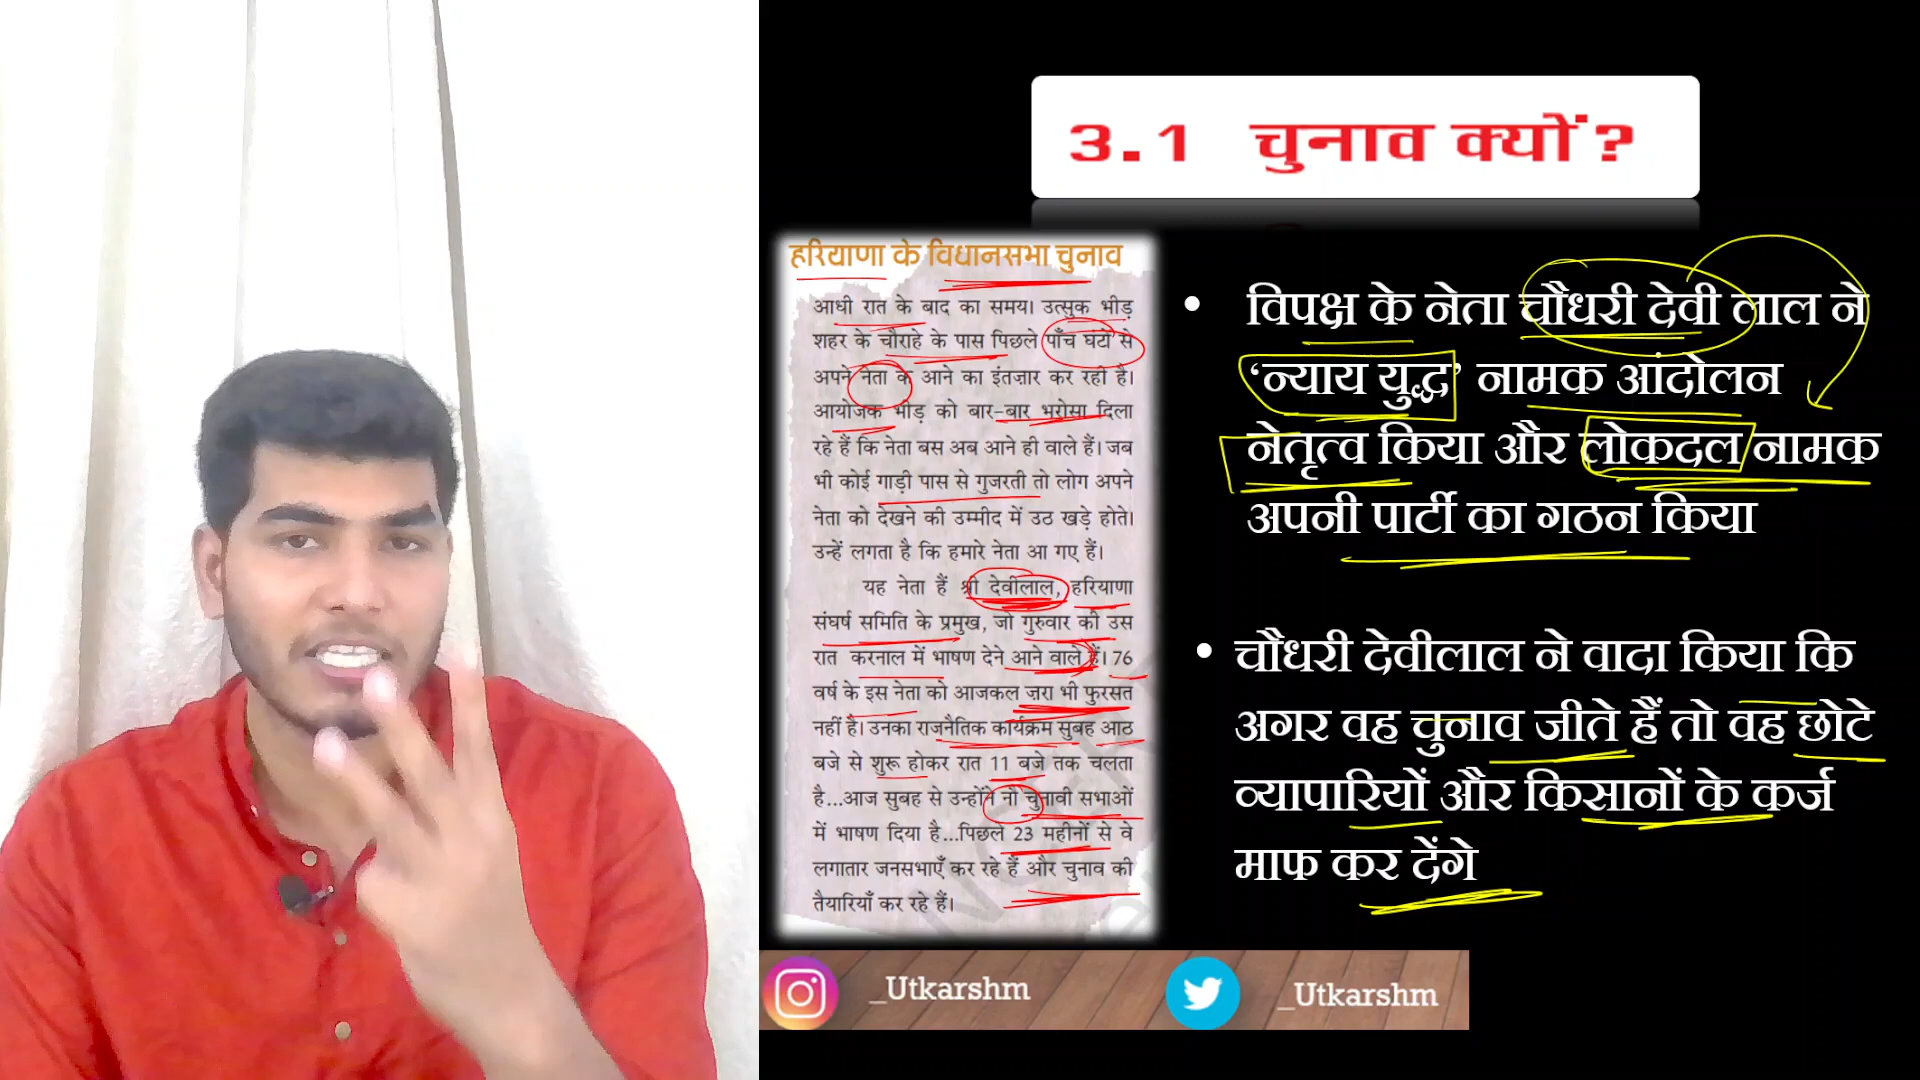 3.1 चुनाव क्यों?
हरियाणा के विधानसभा चुनाव
आधी रात के बाद का समय। उत्सुक भीड़
शहर के चौराहे के पास पिछले पाँच घंटों से
अपने नेता के आने का इंतज़ार कर रही है।
आयोजक भीड़ को बार-बार भरोसा दिला
रहे हैं कि नेता बस अब आने ही वाले हैं। जब
भी कोई गाड़ी पास से गुजरती तो लोग अपने
नेता को देखने की उम्मीद में उठ खड़े होते।
उन्हें लगता है कि हमारे नेता आ गए हैं।
यह नेता हैं श्री देवीलाल, हरियाणा
संघर्ष समिति के प्रमुख, जो गुरुवार की उस
रात करनाल में भाषण देने आने वाले हैं। 76
वर्ष के इस नेता को आजकल ज़रा भी फुरसत
नहीं है। उनका राजनैतिक कार्यक्रम सुबह आठ
बजे से शुरू होकर रात 11 बजे तक चलता
है...आज सुबह से उन्होंने नौ चुनावी सभाओं
में भाषण दिया है...पिछले 23 महीनों से वे
लगातार जनसभाएँ कर रहे हैं और चुनाव की
तैयारियाँ कर रहे हैं।
• विपक्ष के नेता चौधरी देवी लाल ने
‘न्याय युद्ध’ नामक आंदोलन
नेतृत्व किया और लोकदल नामक
अपनी पार्टी का गठन किया
• चौधरी देवीलाल ने वादा किया कि
अगर वह चुनाव जीते हैं तो वह छोटे
व्यापारियों और किसानों के कर्ज
माफ कर देंगे
_Utkarshm
_Utkarshm